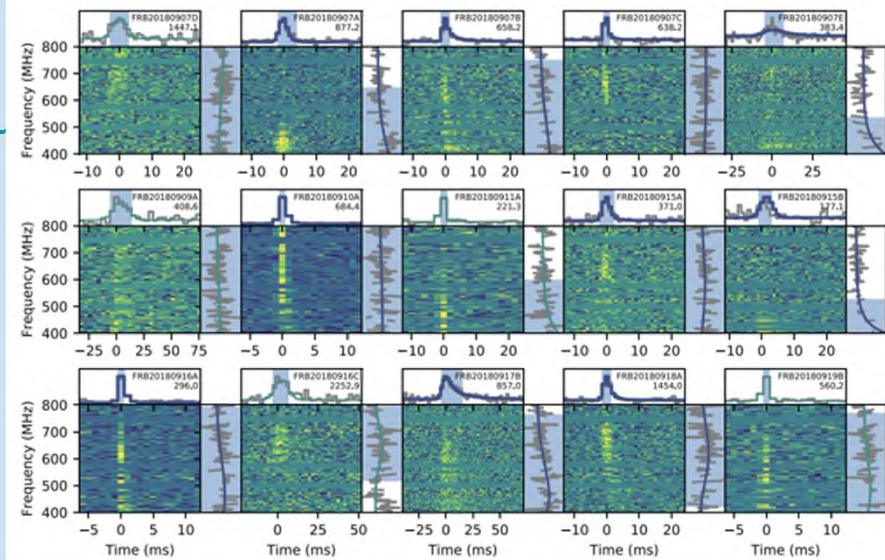 FRB20180907D
1447,1
FRB20180907A
877,2
FRB20180907B
658,2
FRB20180907C
638,2
FRB20180907E
383,4
Frequency (MHz)
800
700
600
500
400
−10 0 10 20
−10 0 10 20
−10 0 10 20
−10 0 10 20
−25 0 25
FRB20180909A
408,6
FRB20180910A
684,4
FRB20180911A
221,3
FRB20180915A
371,0
FRB20180915B
177,1
Frequency (MHz)
800
700
600
500
400
−25 0 25 50 75
−5 0 5 10
−10 0 10 20
−10 0 10 20
−10 0 10 20
FRB20180916A
296,0
FRB20180916C
2252,9
FRB20180917B
857,0
FRB20180918A
1454,0
FRB20180919B
560,2
Frequency (MHz)
800
700
600
500
400
−5 0 5 10
−25 0 25 50
−25 0 25 50 75
−10 0 10 20
−5 0 5 10 15
Time (ms)
Time (ms)
Time (ms)
Time (ms)
Time (ms)